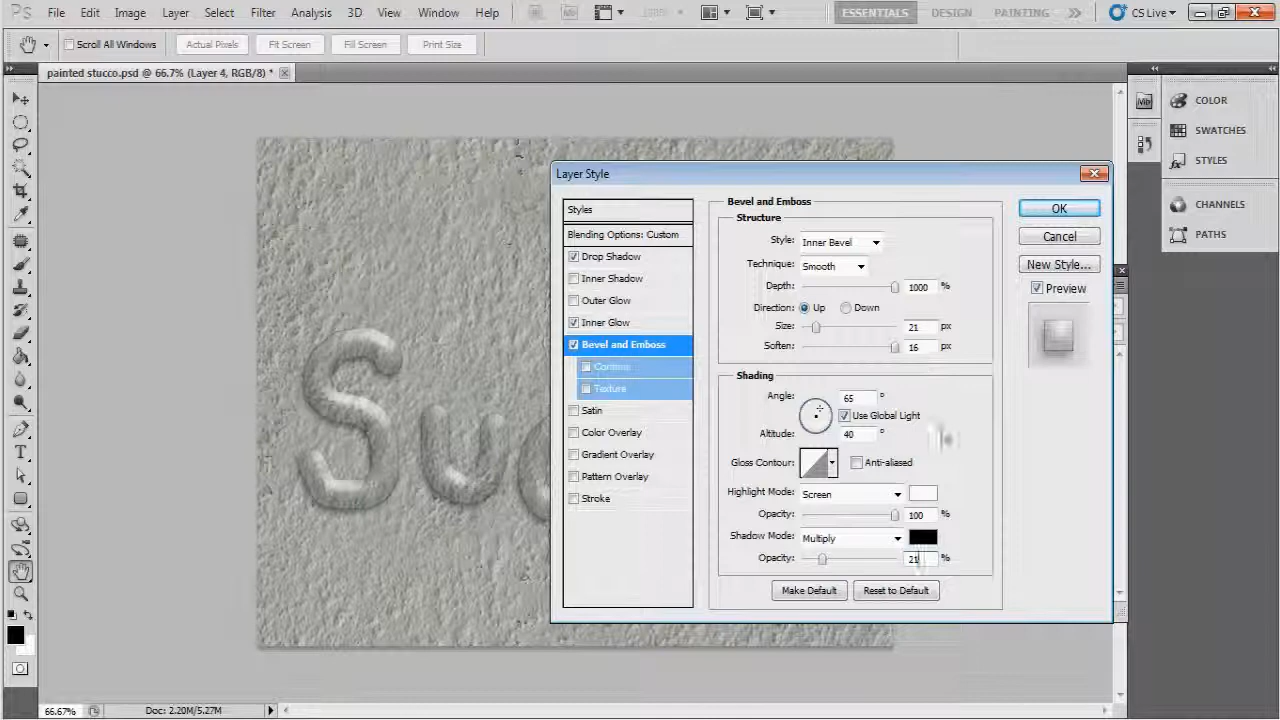 PS File Edit Image Layer Select Filter Analysis 3D View Window Help ESSENTIALS DESIGN PAINTING CS Live
Scroll All Windows Actual Pixels Fit Screen Fill Screen Print Size
painted stucco.psd @ 66.7% (Layer 4, RGB/8) *
Mb
COLOR
SWATCHES
STYLES
CHANNELS
PATHS
Suc
Layer Style
Styles
Blending Options: Custom
Drop Shadow
Inner Shadow
Outer Glow
Inner Glow
Bevel and Emboss
Contour
Texture
Satin
Color Overlay
Gradient Overlay
Pattern Overlay
Stroke
Bevel and Emboss
Structure
Style: Inner Bevel
Technique: Smooth
Depth: 1000 %
Direction: Up Down
Size: 21 px
Soften: 16 px
Shading
Angle: 65 °
Use Global Light
Altitude: 40 °
Gloss Contour: Anti-aliased
Highlight Mode: Screen
Opacity: 100 %
Shadow Mode: Multiply
Opacity: 21 %
Make Default Reset to Default
OK
Cancel
New Style...
Preview
66.67% Doc: 2.20M/5.27M